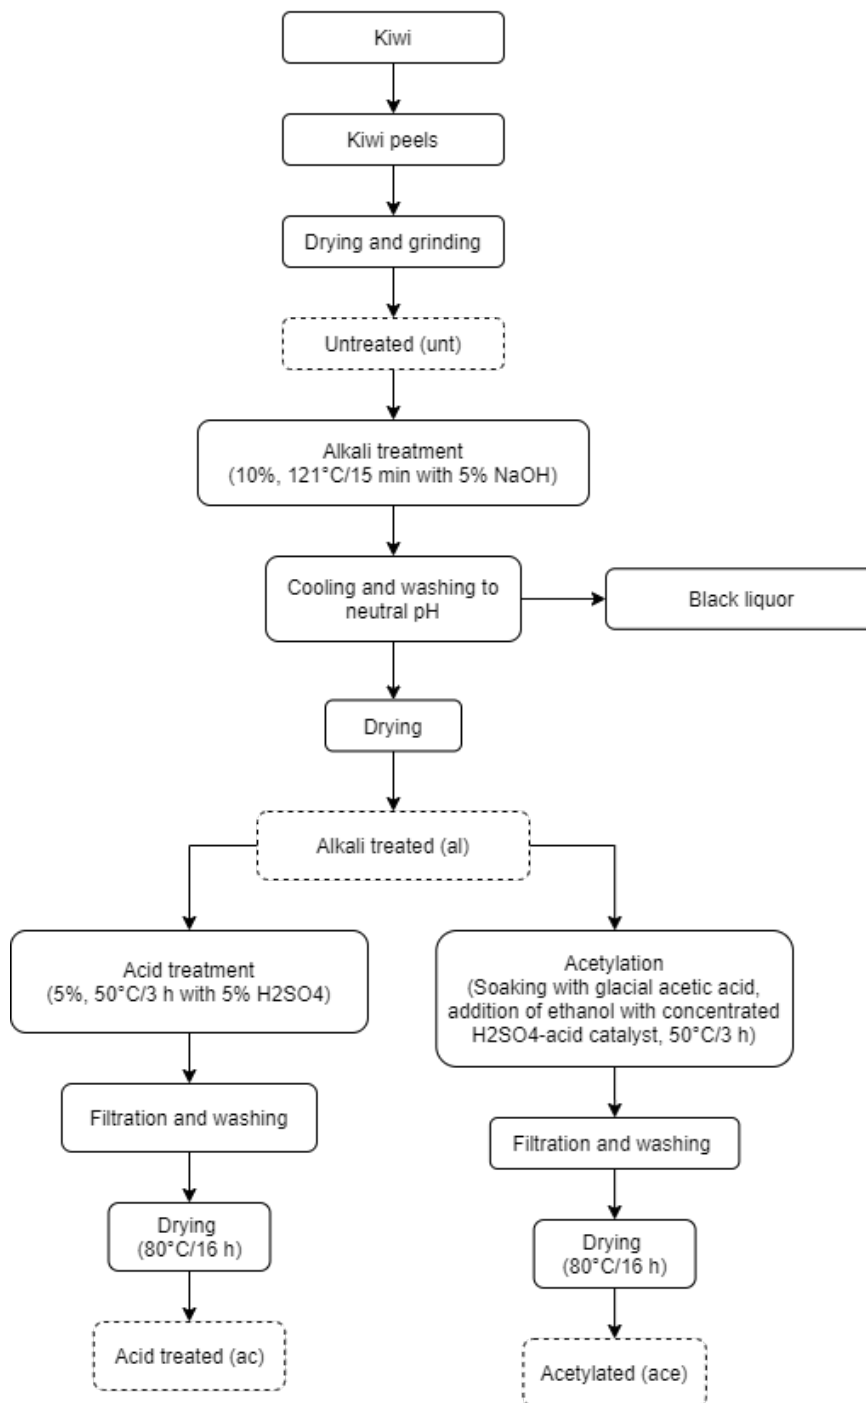 Kiwi
Kiwi peels
Drying and grinding
Untreated (unt)
Alkali treatment
(10%, 121°C/15 min with 5% NaOH)
Cooling and washing to
neutral pH
Black liquor
Drying
Alkali treated (al)
Acid treatment
(5%, 50°C/3 h with 5% H2SO4)
Filtration and washing
Drying
(80°C/16 h)
Acid treated (ac)
Acetylation
(Soaking with glacial acetic acid,
addition of ethanol with concentrated
H2SO4-acid catalyst, 50°C/3 h)
Filtration and washing
Drying
(80°C/16 h)
Acetylated (ace)